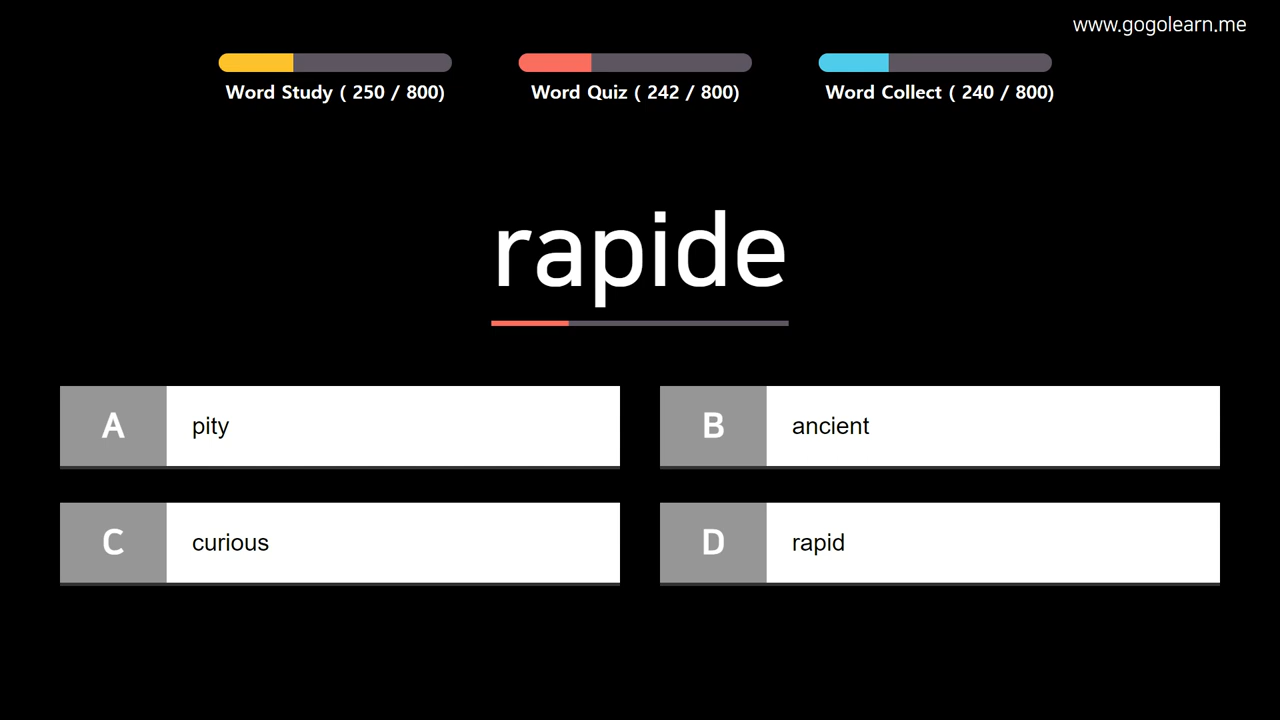 www.gogolearn.me
Word Study ( 250 / 800)
Word Quiz ( 242 / 800)
Word Collect ( 240 / 800)
rapide
A pity
B ancient
C curious
D rapid